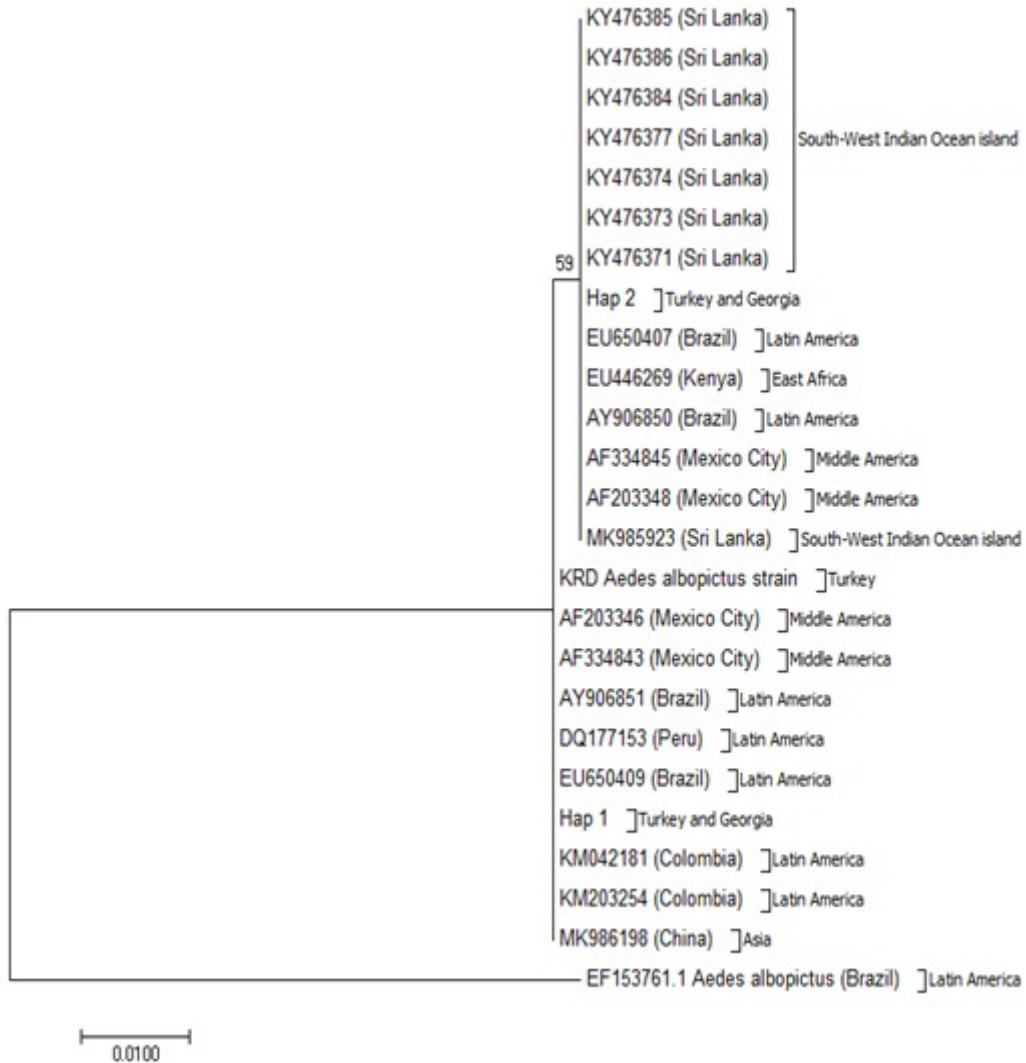 KY476385 (Sri Lanka)
KY476386 (Sri Lanka)
KY476384 (Sri Lanka)
KY476377 (Sri Lanka) South-West Indian Ocean island
KY476374 (Sri Lanka)
KY476373 (Sri Lanka)
59 KY476371 (Sri Lanka)
Hap 2 Turkey and Georgia
EU650407 (Brazil) Latin America
EU446269 (Kenya) East Africa
AY906850 (Brazil) Latin America
AF334845 (Mexico City) Middle America
AF203348 (Mexico City) Middle America
MK985923 (Sri Lanka) South-West Indian Ocean island
KRD Aedes albopictus strain Turkey
AF203346 (Mexico City) Middle America
AF334843 (Mexico City) Middle America
AY906851 (Brazil) Latin America
DQ177153 (Peru) Latin America
EU650409 (Brazil) Latin America
Hap 1 Turkey and Georgia
KM042181 (Colombia) Latin America
KM203254 (Colombia) Latin America
MK986198 (China) Asia
EF153761.1 Aedes albopictus (Brazil) Latin America
0.0100